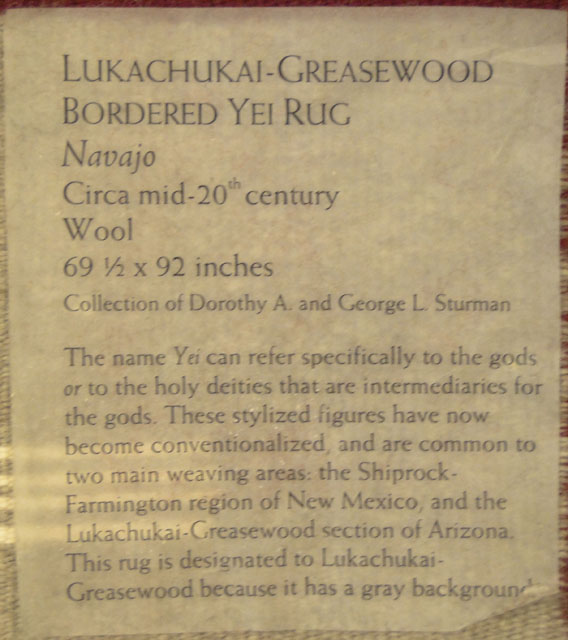 LUKACHUKAI-GREASEWOOD
BORDERED YEI RUG
Navajo
Circa mid-20th century
Wool
69 ½ x 92 inches
Collection of Dorothy A. and George L. Sturman
The name Yei can refer specifically to the gods
or to the holy deities that are intermediaries for
the gods. These stylized figures have now
become conventionalized, and are common to
two main weaving areas: the Shiprock-
Farmington region of New Mexico, and the
Lukachukai-Greasewood section of Arizona.
This rug is designated to Lukachukai-
Greasewood because it has a gray background